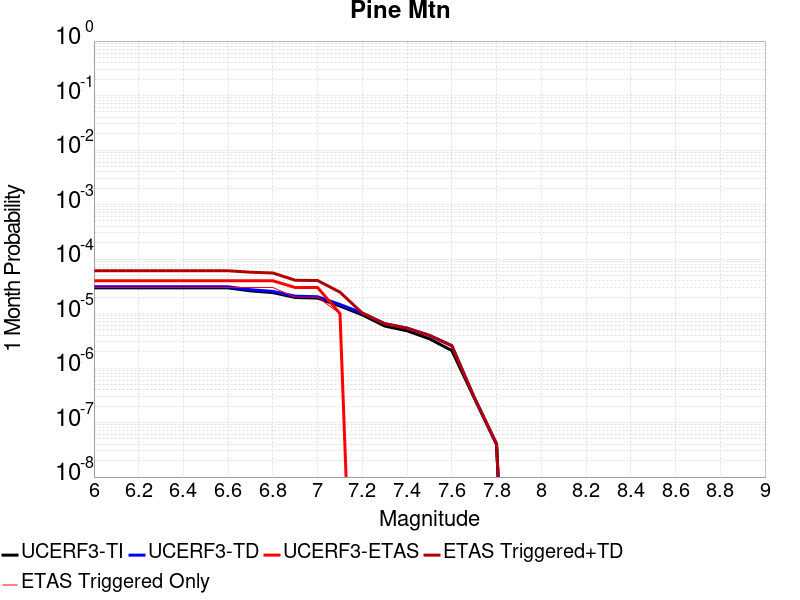 Pine Mtn
1 Month Probability
10^0
10^-1
10^-2
10^-3
10^-4
10^-5
10^-6
10^-7
10^-8
6 6.2 6.4 6.6 6.8 7 7.2 7.4 7.6 7.8 8 8.2 8.4 8.6 8.8 9
Magnitude
UCERF3-TI UCERF3-TD UCERF3-ETAS ETAS Triggered+TD
ETAS Triggered Only